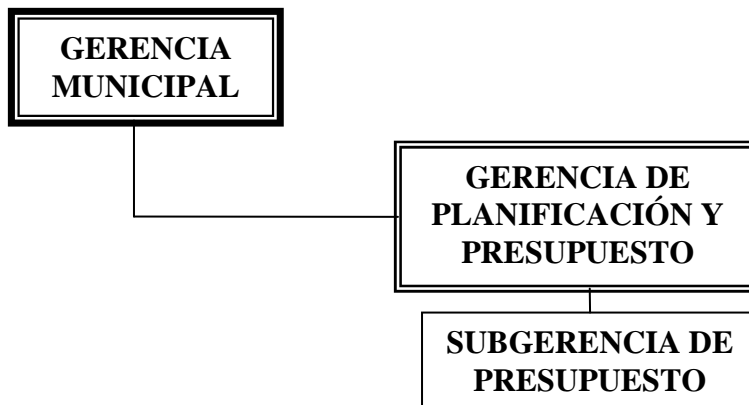 GERENCIA
MUNICIPAL
GERENCIA DE
PLANIFICACIÓN Y
PRESUPUESTO
SUBGERENCIA DE
PRESUPUESTO